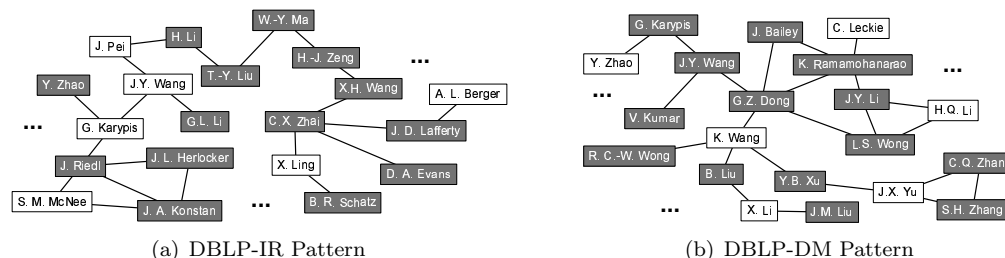 W.-Y. Ma
H. Li
J. Pei
H.-J. Zeng
T.-Y. Liu
...
Y. Zhao
J.Y. Wang
X.H. Wang
A. L. Berger
...
G. Karypis
G.L. Li
C.X. Zhai
J. D. Lafferty
J. Riedl
J. L. Herlocker
X. Ling
D. A. Evans
S. M. McNee
J. A. Konstan
...
B. R. Schatz
(a) DBLP-IR Pattern
G. Karypis
J. Bailey
C. Leckie
Y. Zhao
J.Y. Wang
K. Ramamohanarao
...
...
G.Z. Dong
J.Y. Li
H.Q. Li
V. Kumar
K. Wang
L.S. Wong
R. C.-W. Wong
B. Liu
Y.B. Xu
C.Q. Zhan
J.X. Yu
...
X. Li
J.M. Liu
S.H. Zhang
(b) DBLP-DM Pattern